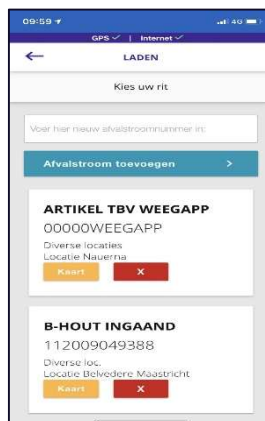 09:59
4G
GPS ✓ | Internet ✓
LADEN
Kies uw rit
Voer hier nieuw afvalstroomnummer in:
Afvalstroom toevoegen >
ARTIKEL TBV WEEGAPP
00000WEEGAPP
Diverse locaties
Locatie Nauerna
Kaart X
B-HOUT INGAAND
112009049388
Diverse loc.
Locatie Belvedere Maastricht
Kaart X